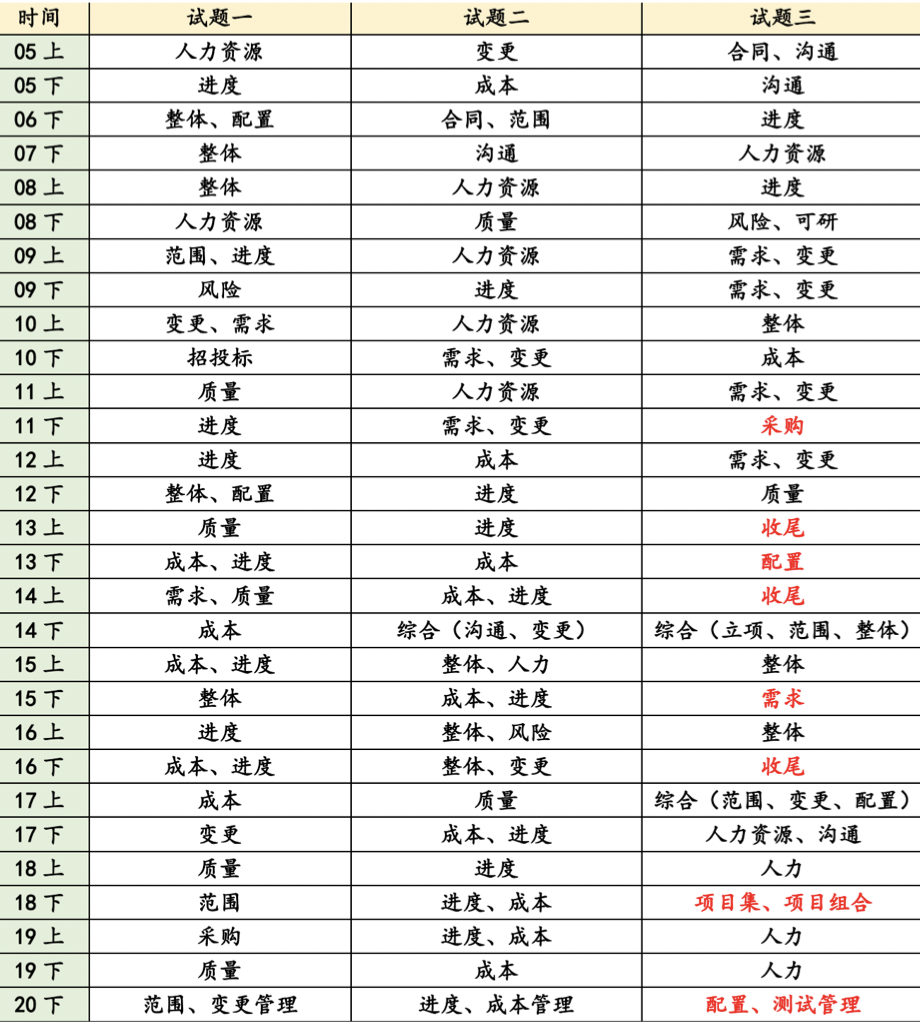 时间 试题一 试题二 试题三
05 上 人力资源 变更 合同、沟通
05 下 进度 成本 沟通
06 下 整体、配置 合同、范围 进度
07 下 整体 沟通 人力资源
08 上 整体 人力资源 进度
08 下 人力资源 质量 风险、可研
09 上 范围、进度 人力资源 需求、变更
09 下 风险 进度 需求、变更
10 上 变更、需求 人力资源 整体
10 下 招投标 需求、变更 成本
11 上 质量 人力资源 需求、变更
11 下 进度 需求、变更 采购
12 上 进度 成本 需求、变更
12 下 整体、配置 进度 质量
13 上 质量 进度 收尾
13 下 成本、进度 成本 配置
14 上 需求、质量 成本、进度 收尾
14 下 成本 综合（沟通、变更） 综合（立项、范围、整体）
15 上 成本、进度 整体、人力 整体
15 下 整体 成本、进度 需求
16 上 进度 整体、风险 整体
16 下 成本、进度 整体、变更 收尾
17 上 成本 质量 综合（范围、变更、配置）
17 下 变更 成本、进度 人力资源、沟通
18 上 质量 进度 人力
18 下 范围 进度、成本 项目集、项目组合
19 上 采购 进度、成本 人力
19 下 质量 成本 人力
20 下 范围、变更管理 进度、成本管理 配置、测试管理